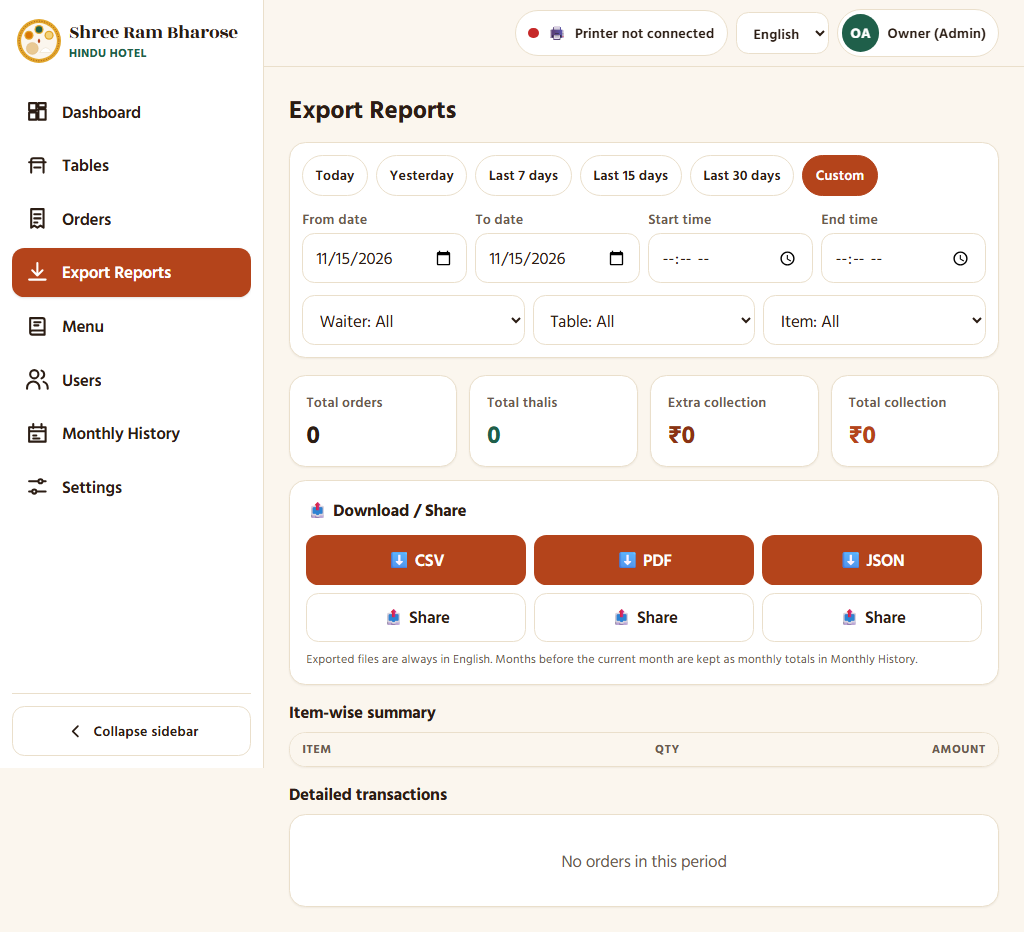 Shree Ram Bharose
HINDU HOTEL
Printer not connected
English
OA
Owner (Admin)
Dashboard
Tables
Orders
Export Reports
Menu
Users
Monthly History
Settings
Collapse sidebar
Export Reports
Today
Yesterday
Last 7 days
Last 15 days
Last 30 days
Custom
From date
To date
Start time
End time
11/15/2026
11/15/2026
--:-- --
--:-- --
Waiter: All
Table: All
Item: All
Total orders
Total thalis
Extra collection
Total collection
0
0
₹0
₹0
Download / Share
CSV
PDF
JSON
Share
Share
Share
Exported files are always in English. Months before the current month are kept as monthly totals in Monthly History.
Item-wise summary
ITEM
QTY
AMOUNT
Detailed transactions
No orders in this period